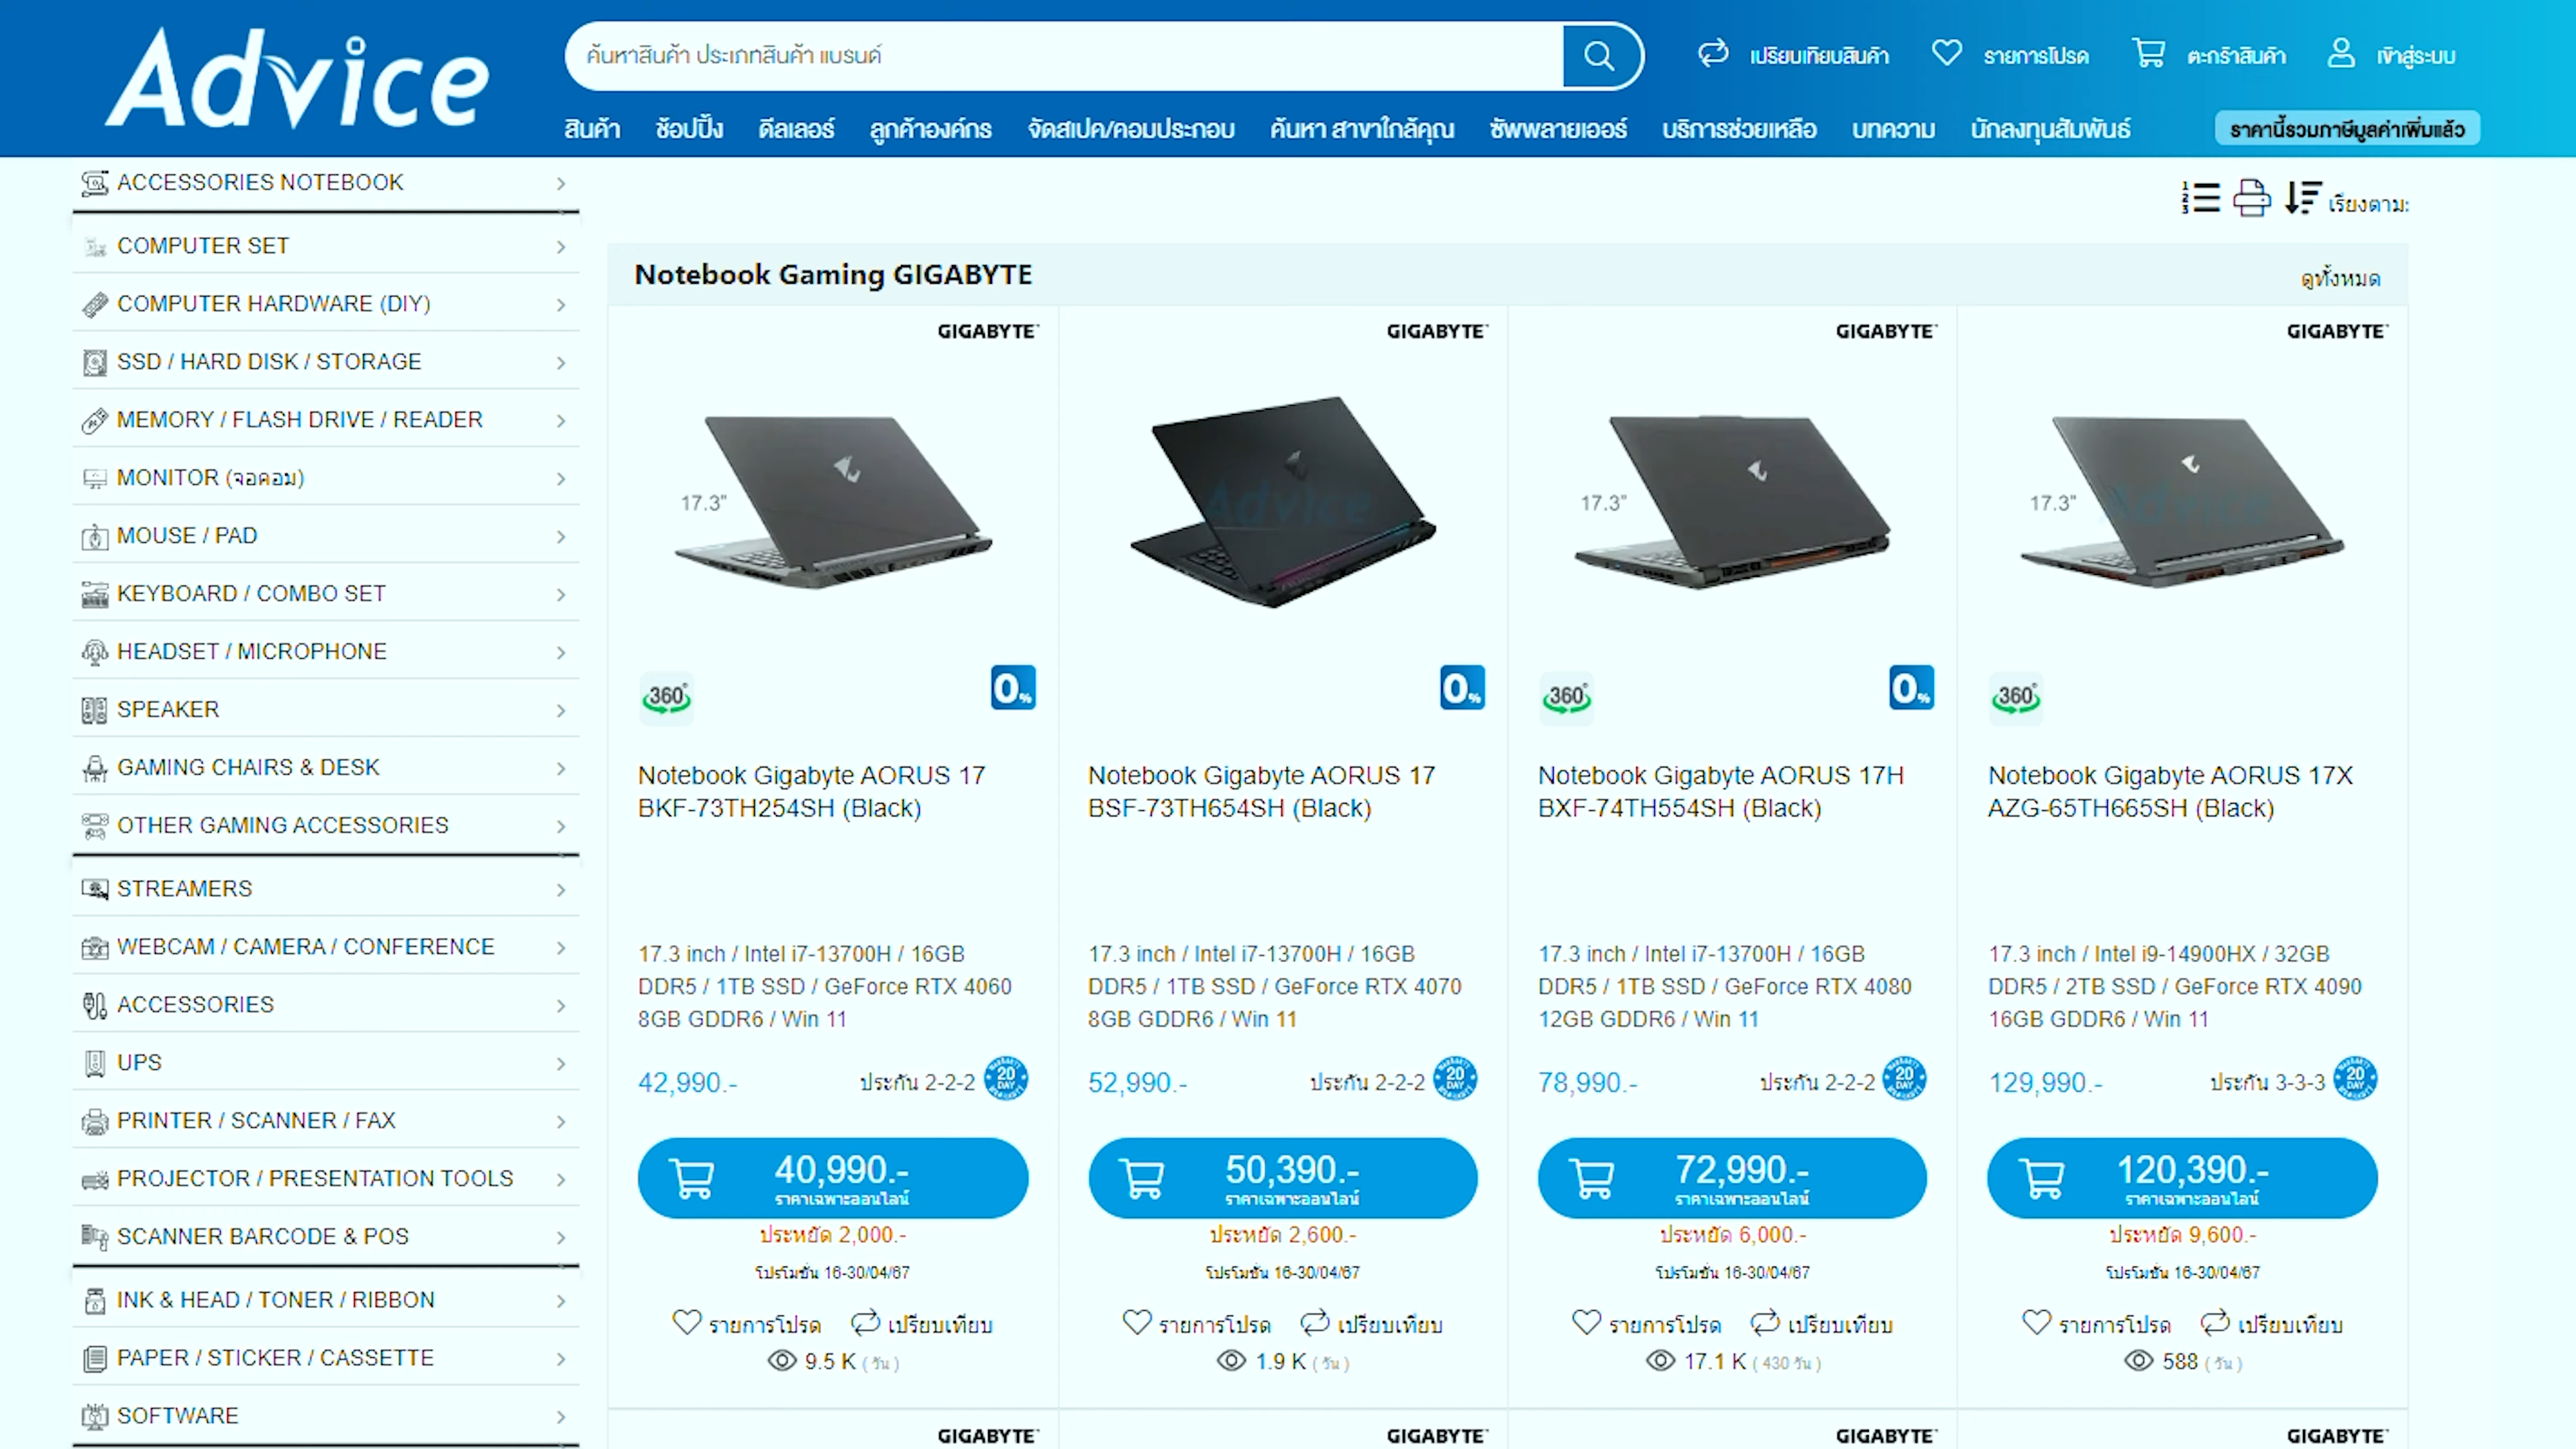 Advice
ค้นหาสินค้า ประเภทสินค้า แบรนด์
เปรียบเทียบสินค้า
รายการโปรด
ตะกร้าสินค้า
เข้าสู่ระบบ
สินค้า ช้อปปิ้ง ดีลเลอร์ ลูกค้าองค์กร จัดสเปค/คอมประกอบ ค้นหา สาขาใกล้คุณ ซัพพลายเออร์ บริการช่วยเหลือ บทความ นักลงทุนสัมพันธ์ ราคานี้รวมภาษีมูลค่าเพิ่มแล้ว
ACCESSORIES NOTEBOOK
COMPUTER SET
COMPUTER HARDWARE (DIY)
SSD / HARD DISK / STORAGE
MEMORY / FLASH DRIVE / READER
MONITOR (จอคอม)
MOUSE / PAD
KEYBOARD / COMBO SET
HEADSET / MICROPHONE
SPEAKER
GAMING CHAIRS & DESK
OTHER GAMING ACCESSORIES
STREAMERS
WEBCAM / CAMERA / CONFERENCE
ACCESSORIES
UPS
PRINTER / SCANNER / FAX
PROJECTOR / PRESENTATION TOOLS
SCANNER BARCODE & POS
INK & HEAD / TONER / RIBBON
PAPER / STICKER / CASSETTE
SOFTWARE
เรียงตาม:
Notebook Gaming GIGABYTE
ดูทั้งหมด
GIGABYTE
17.3"
360°
0%
Notebook Gigabyte AORUS 17
BKF-73TH254SH (Black)
17.3 inch / Intel i7-13700H / 16GB
DDR5 / 1TB SSD / GeForce RTX 4060
8GB GDDR6 / Win 11
42,990.-
ประกัน 2-2-2
20 DAY
40,990.-
ราคาเฉพาะออนไลน์
ประหยัด 2,000.-
โปรโมชั่น 16-30/04/67
รายการโปรด เปรียบเทียบ
9.5 K ( วัน )
GIGABYTE
Advice
0%
Notebook Gigabyte AORUS 17
BSF-73TH654SH (Black)
17.3 inch / Intel i7-13700H / 16GB
DDR5 / 1TB SSD / GeForce RTX 4070
8GB GDDR6 / Win 11
52,990.-
ประกัน 2-2-2
20 DAY
50,390.-
ราคาเฉพาะออนไลน์
ประหยัด 2,600.-
โปรโมชั่น 16-30/04/67
รายการโปรด เปรียบเทียบ
1.9 K ( วัน )
GIGABYTE
17.3"
360°
0%
Notebook Gigabyte AORUS 17H
BXF-74TH554SH (Black)
17.3 inch / Intel i7-13700H / 16GB
DDR5 / 1TB SSD / GeForce RTX 4080
12GB GDDR6 / Win 11
78,990.-
ประกัน 2-2-2
20 DAY
72,990.-
ราคาเฉพาะออนไลน์
ประหยัด 6,000.-
โปรโมชั่น 16-30/04/67
รายการโปรด เปรียบเทียบ
17.1 K ( 430 วัน )
GIGABYTE
17.3"
Advice
360°
Notebook Gigabyte AORUS 17X
AZG-65TH665SH (Black)
17.3 inch / Intel i9-14900HX / 32GB
DDR5 / 2TB SSD / GeForce RTX 4090
16GB GDDR6 / Win 11
129,990.-
ประกัน 3-3-3
20 DAY
120,390.-
ราคาเฉพาะออนไลน์
ประหยัด 9,600.-
โปรโมชั่น 16-30/04/67
รายการโปรด เปรียบเทียบ
588 ( วัน )
GIGABYTE
GIGABYTE
GIGABYTE
GIGABYTE